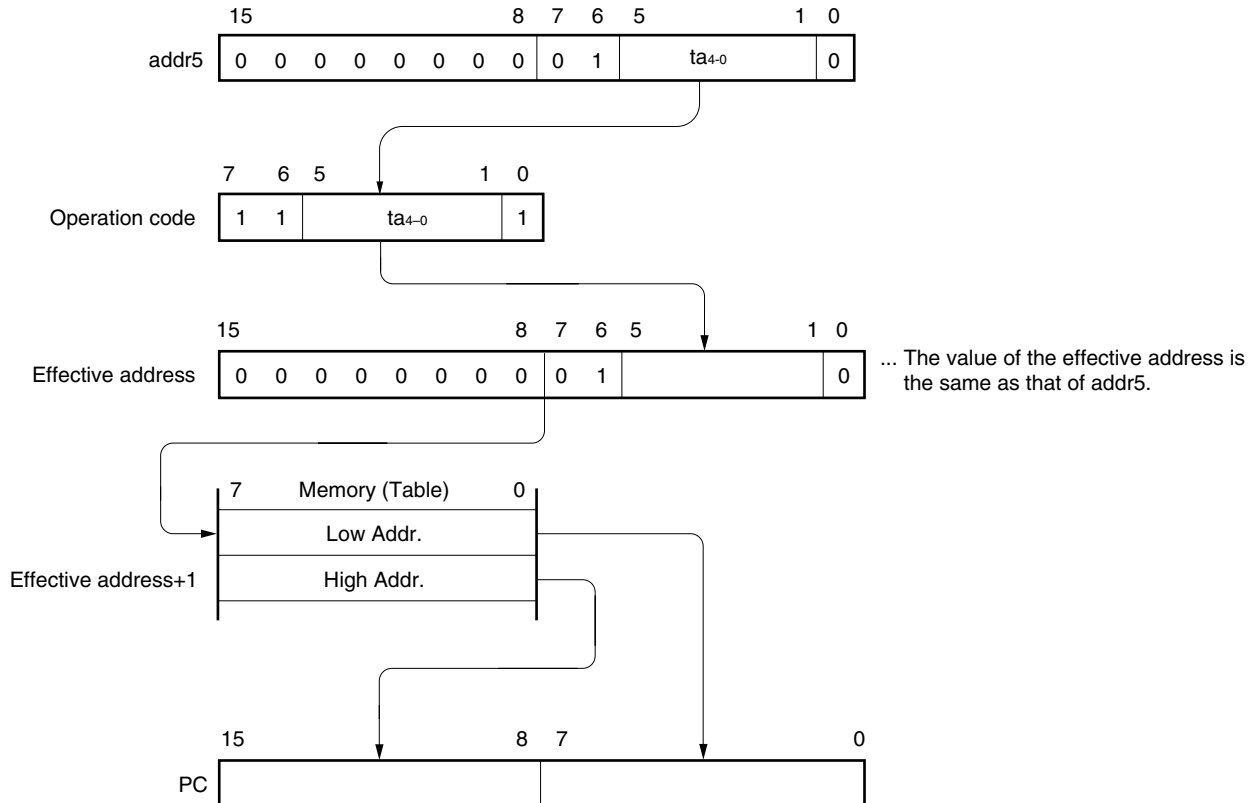 15 8 7 6 5 1 0
addr5 0 0 0 0 0 0 0 0 0 1 ta4-0 0
7 6 5 1 0
Operation code 1 1 ta4–0 1
15 8 7 6 5 1 0
Effective address 0 0 0 0 0 0 0 0 0 1 0 ... The value of the effective address is
the same as that of addr5.
7 Memory (Table) 0
Low Addr.
Effective address+1 High Addr.
15 8 7 0
PC